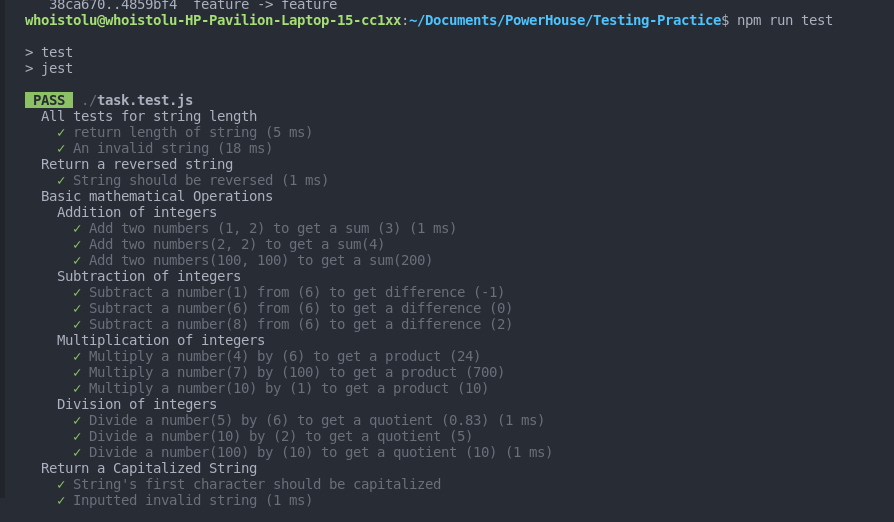 38ca670..4859bf4  feature -> feature
whoistolu@whoistolu-HP-Pavilion-Laptop-15-cc1xx:~/Documents/PowerHouse/Testing-Practice$ npm run test
> test
> jest
PASS ./task.test.js
All tests for string length
✓ return length of string (5 ms)
✓ An invalid string (18 ms)
Return a reversed string
✓ String should be reversed (1 ms)
Basic mathematical Operations
Addition of integers
✓ Add two numbers (1, 2) to get a sum (3) (1 ms)
✓ Add two numbers(2, 2) to get a sum(4)
✓ Add two numbers(100, 100) to get a sum(200)
Subtraction of integers
✓ Subtract a number(1) from (6) to get difference (-1)
✓ Subtract a number(6) from (6) to get a difference (0)
✓ Subtract a number(8) from (6) to get a difference (2)
Multiplication of integers
✓ Multiply a number(4) by (6) to get a product (24)
✓ Multiply a number(7) by (100) to get a product (700)
✓ Multiply a number(10) by (1) to get a product (10)
Division of integers
✓ Divide a number(5) by (6) to get a quotient (0.83) (1 ms)
✓ Divide a number(10) by (2) to get a quotient (5)
✓ Divide a number(100) by (10) to get a quotient (10) (1 ms)
Return a Capitalized String
✓ String's first character should be capitalized
✓ Inputted invalid string (1 ms)